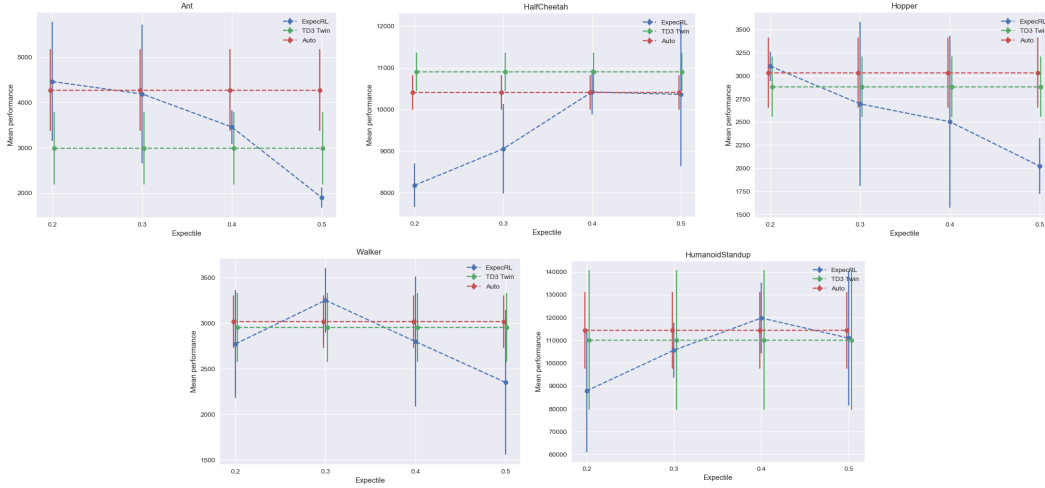 Ant
ExpecRL
TD3 Twin
Auto
Mean performance
5000
4000
3000
2000
0.2
0.3
0.4
0.5
Expectile
HalfCheetah
ExpecRL
TD3 Twin
Auto
Mean performance
12000
11000
10000
9000
8000
0.2
0.3
0.4
0.5
Expectile
Hopper
ExpecRL
TD3 Twin
Auto
Mean performance
3500
3250
3000
2750
2500
2250
2000
1750
1500
0.2
0.3
0.4
0.5
Expectile
Walker
ExpecRL
TD3 Twin
Auto
Mean performance
3500
3000
2500
2000
1500
0.2
0.3
0.4
0.5
Expectile
HumanoidStandup
ExpecRL
TD3 Twin
Auto
Mean performance
140000
130000
120000
110000
100000
90000
80000
70000
60000
0.2
0.3
0.4
0.5
Expectile